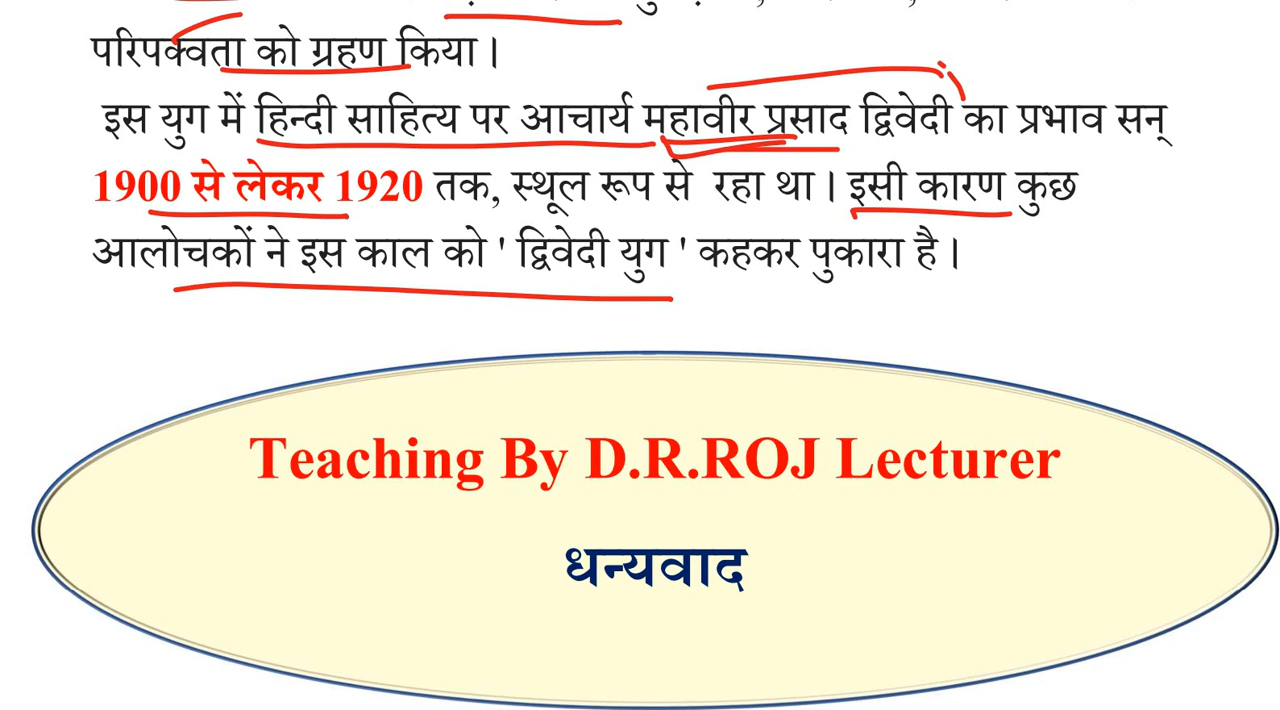 परिपक्वता को ग्रहण किया।
इस युग में हिन्दी साहित्य पर आचार्य महावीर प्रसाद द्विवेदी का प्रभाव सन्
1900 से लेकर 1920 तक, स्थूल रूप से रहा था। इसी कारण कुछ
आलोचकों ने इस काल को ' द्विवेदी युग ' कहकर पुकारा है।
Teaching By D.R.ROJ Lecturer
धन्यवाद